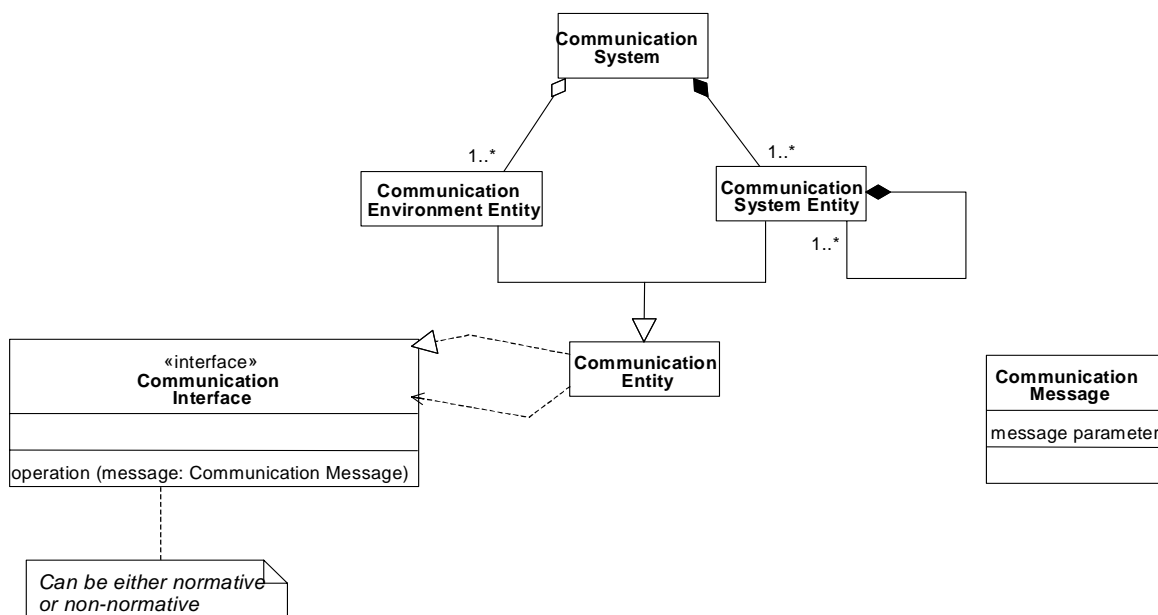 Communication
System
1..*
1..*
Communication
Environment Entity
Communication
System Entity
1..*
«interface»
Communication
Interface
Communication
Entity
Communication
Message
message parameter
operation (message: Communication Message)
Can be either normative
or non-normative